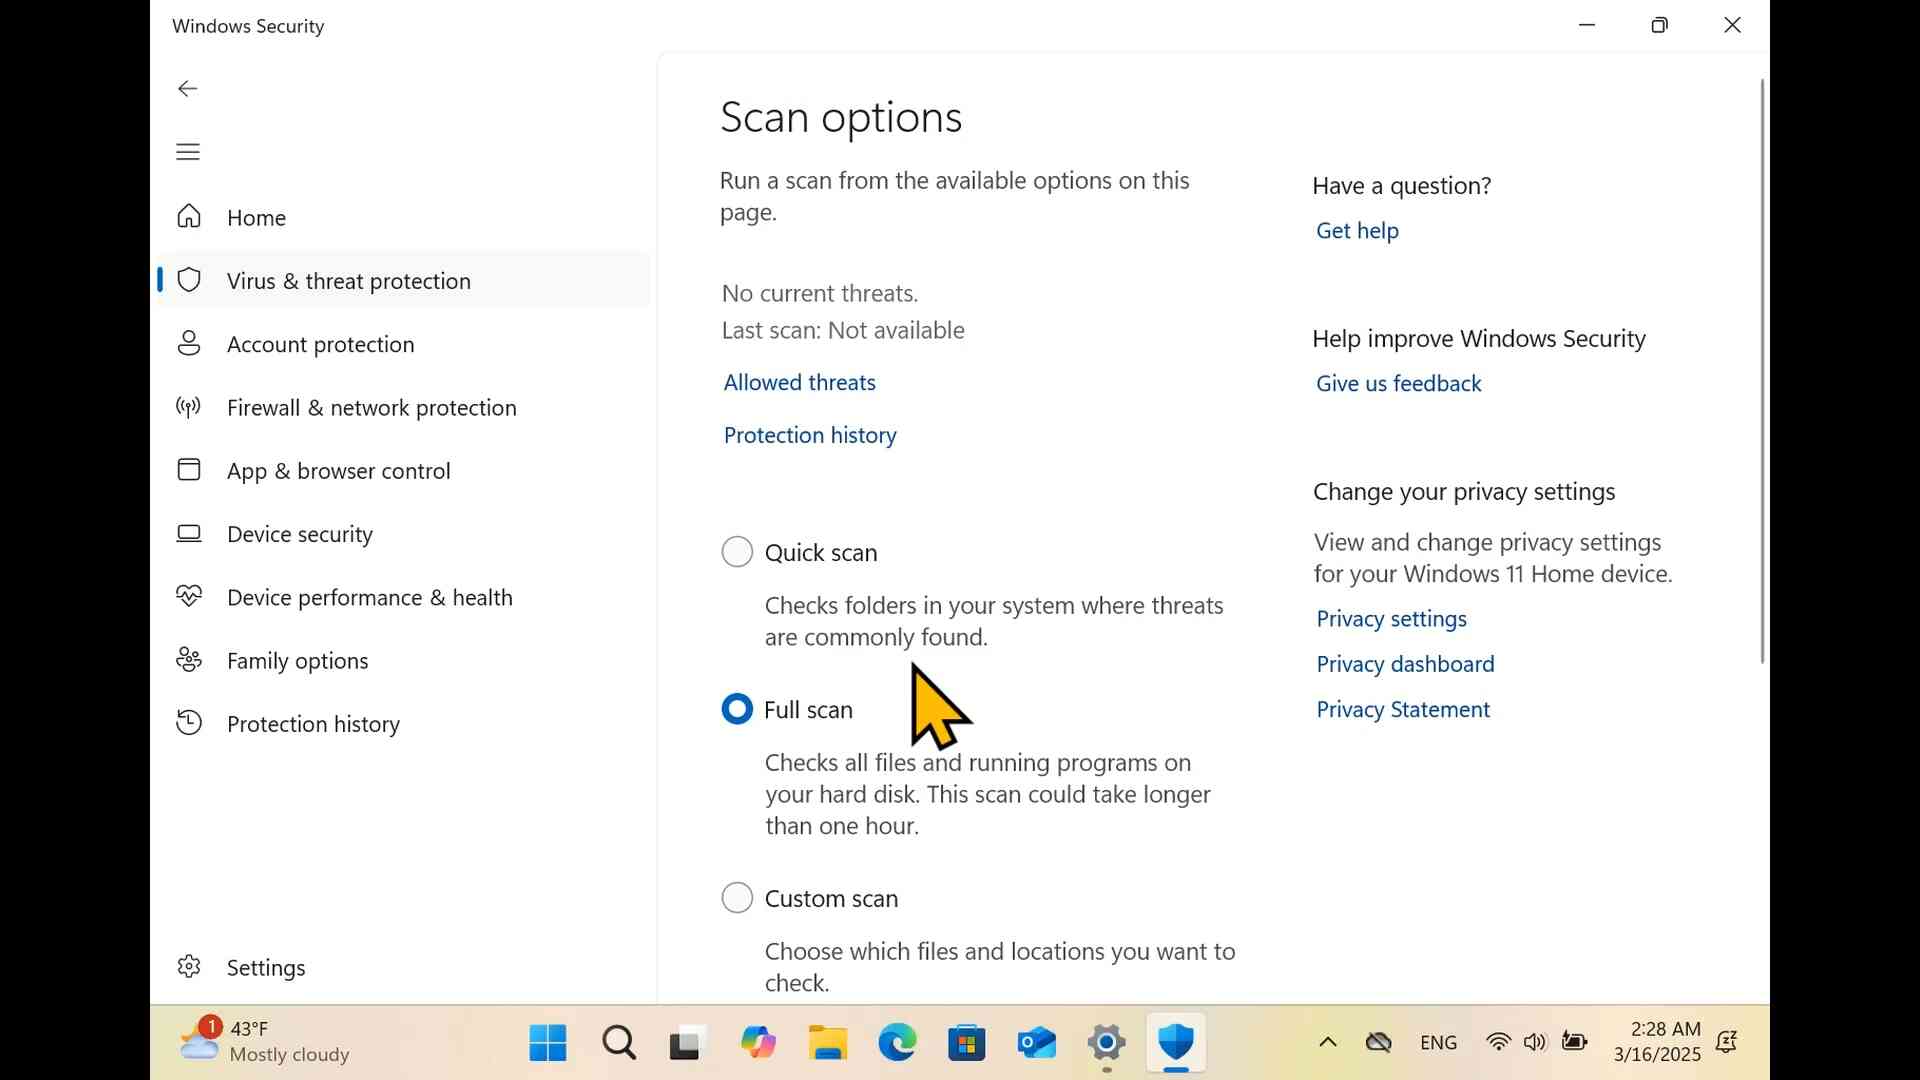 Windows Security
Home
Virus & threat protection
Account protection
Firewall & network protection
App & browser control
Device security
Device performance & health
Family options
Protection history
Settings
Scan options
Run a scan from the available options on this
page.
No current threats.
Last scan: Not available
Allowed threats
Protection history
Quick scan
Checks folders in your system where threats
are commonly found.
Full scan
Checks all files and running programs on
your hard disk. This scan could take longer
than one hour.
Custom scan
Choose which files and locations you want to
check.
Have a question?
Get help
Help improve Windows Security
Give us feedback
Change your privacy settings
View and change privacy settings
for your Windows 11 Home device.
Privacy settings
Privacy dashboard
Privacy Statement
1
43°F
Mostly cloudy
ENG
2:28 AM
3/16/2025